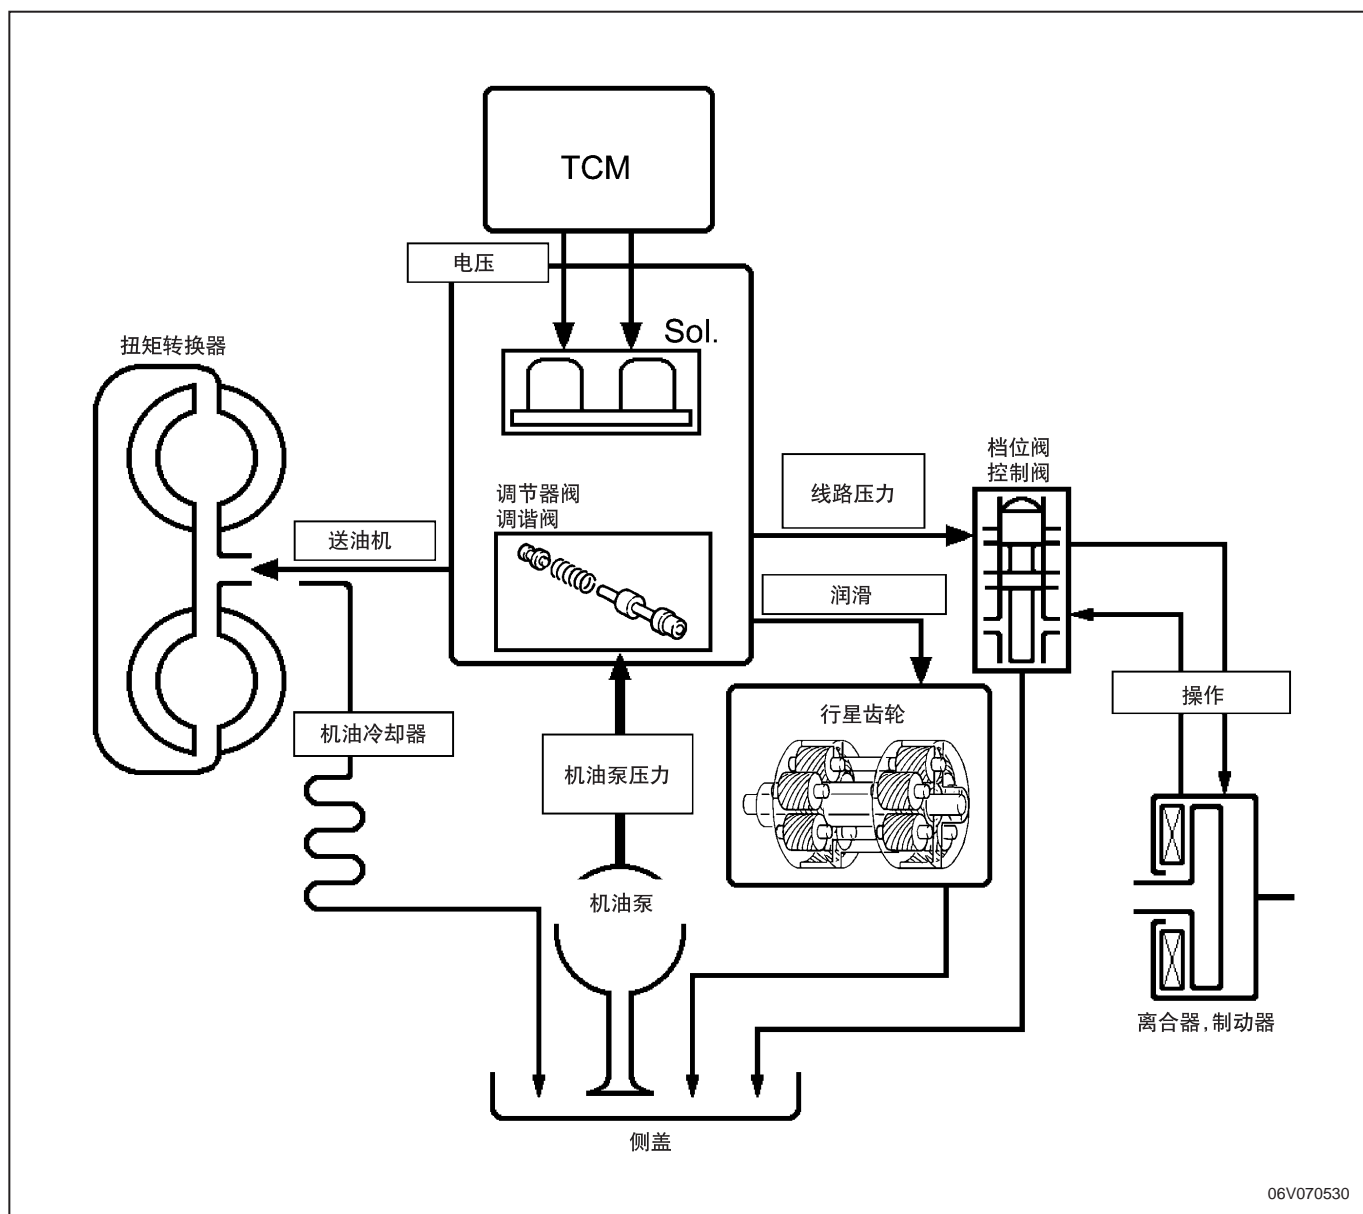 TCM
电压
Sol.
扭矩转换器
档位阀
控制阀
线路压力
调节器阀
调谐阀
送油机
润滑
操作
行星齿轮
机油冷却器
机油泵压力
机油泵
离合器,制动器
侧盖
06V070530